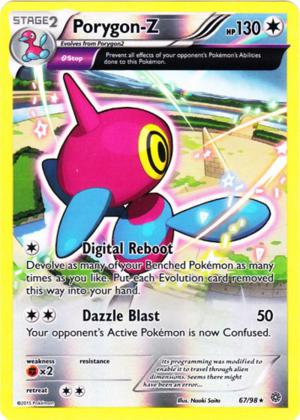 STAGE2
Porygon-Z
HP 130
Evolves from Porygon2
θStop
Prevent all effects of your opponent's Pokémon's Abilities
done to this Pokémon.
Digital Reboot
Devolve as many of your Benched Pokémon as many
times as you like. Put each Evolution card removed
this way into your hand.
Dazzle Blast 50
Your opponent's Active Pokémon is now Confused.
weakness
×2
resistance
retreat
Its programming was modified to
enable it to travel through alien
dimensions. Seems there might
have been an error...
©2015 Pokémon
Illus. Naoki Saito
67/98 ★